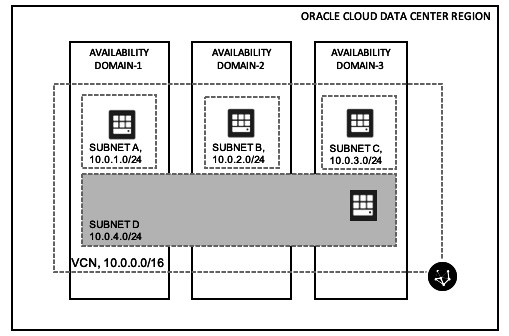 ORACLE CLOUD DATA CENTER REGION
AVAILABILITY
DOMAIN-1
AVAILABILITY
DOMAIN-2
AVAILABILITY
DOMAIN-3
SUBNET A,
10.0.1.0/24
SUBNET B,
10.0.2.0/24
SUBNET C,
10.0.3.0/24
SUBNET D
10.0.4.0/24
VCN, 10.0.0.0/16